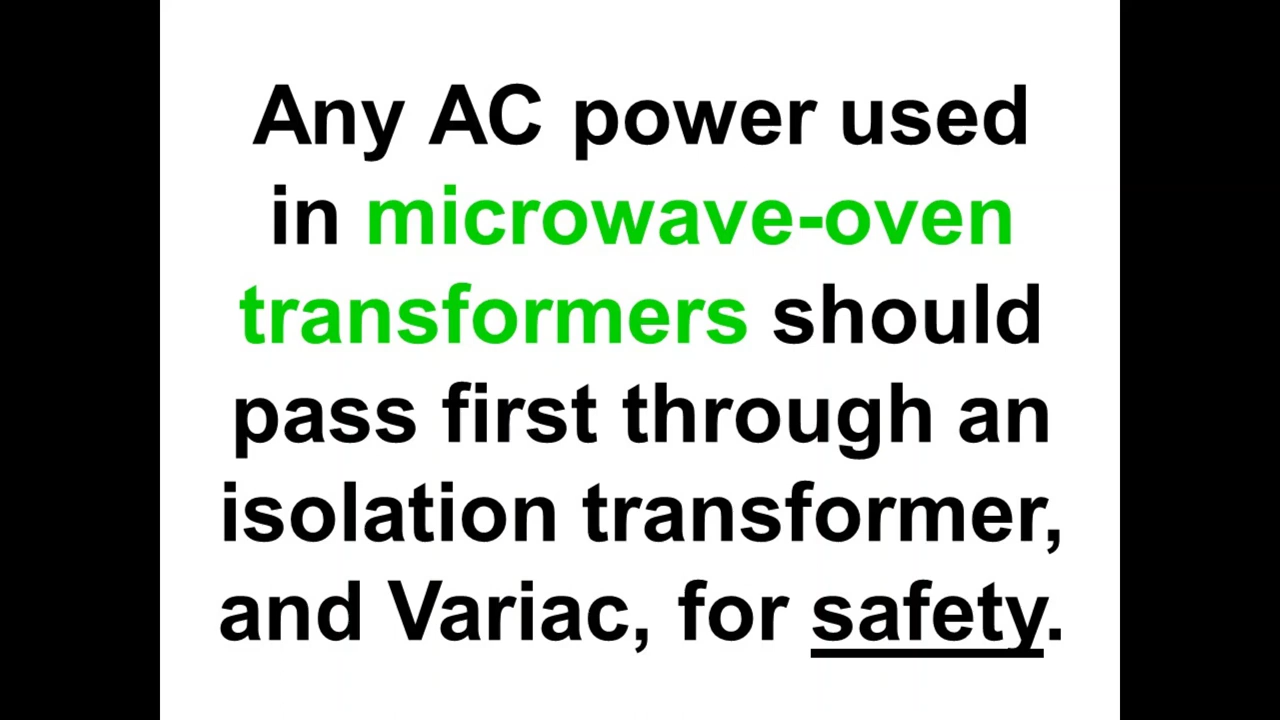 Any AC power used
in microwave-oven
transformers should
pass first through an
isolation transformer,
and Variac, for safety.